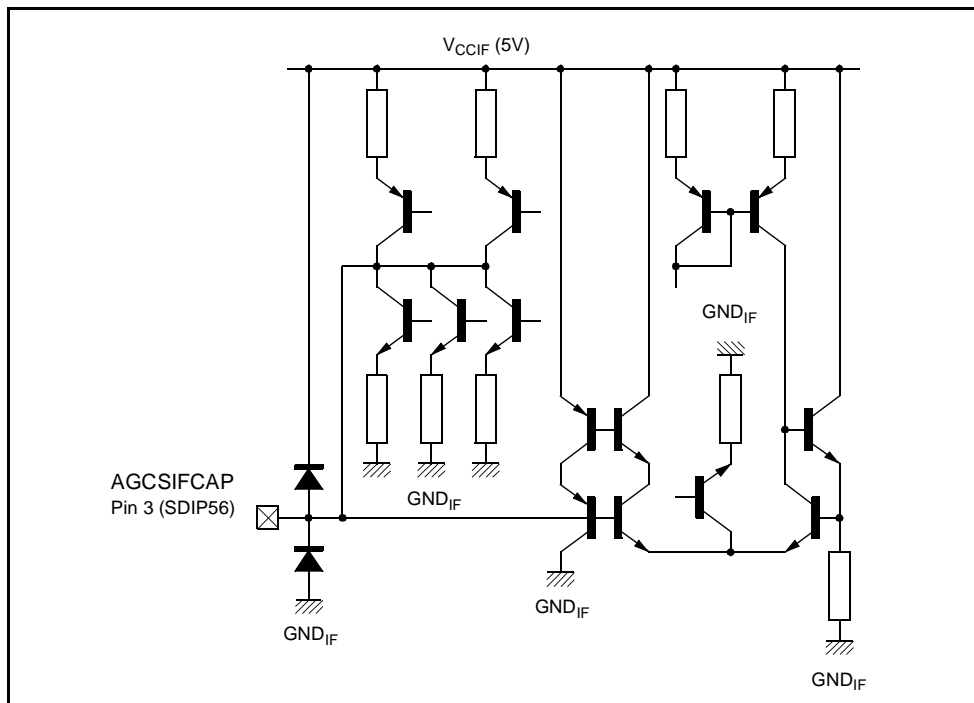 V_CCIF (5V)
GND_IF
AGCSIFCAP
Pin 3 (SDIP56)
GND_IF
GND_IF
GND_IF
GND_IF